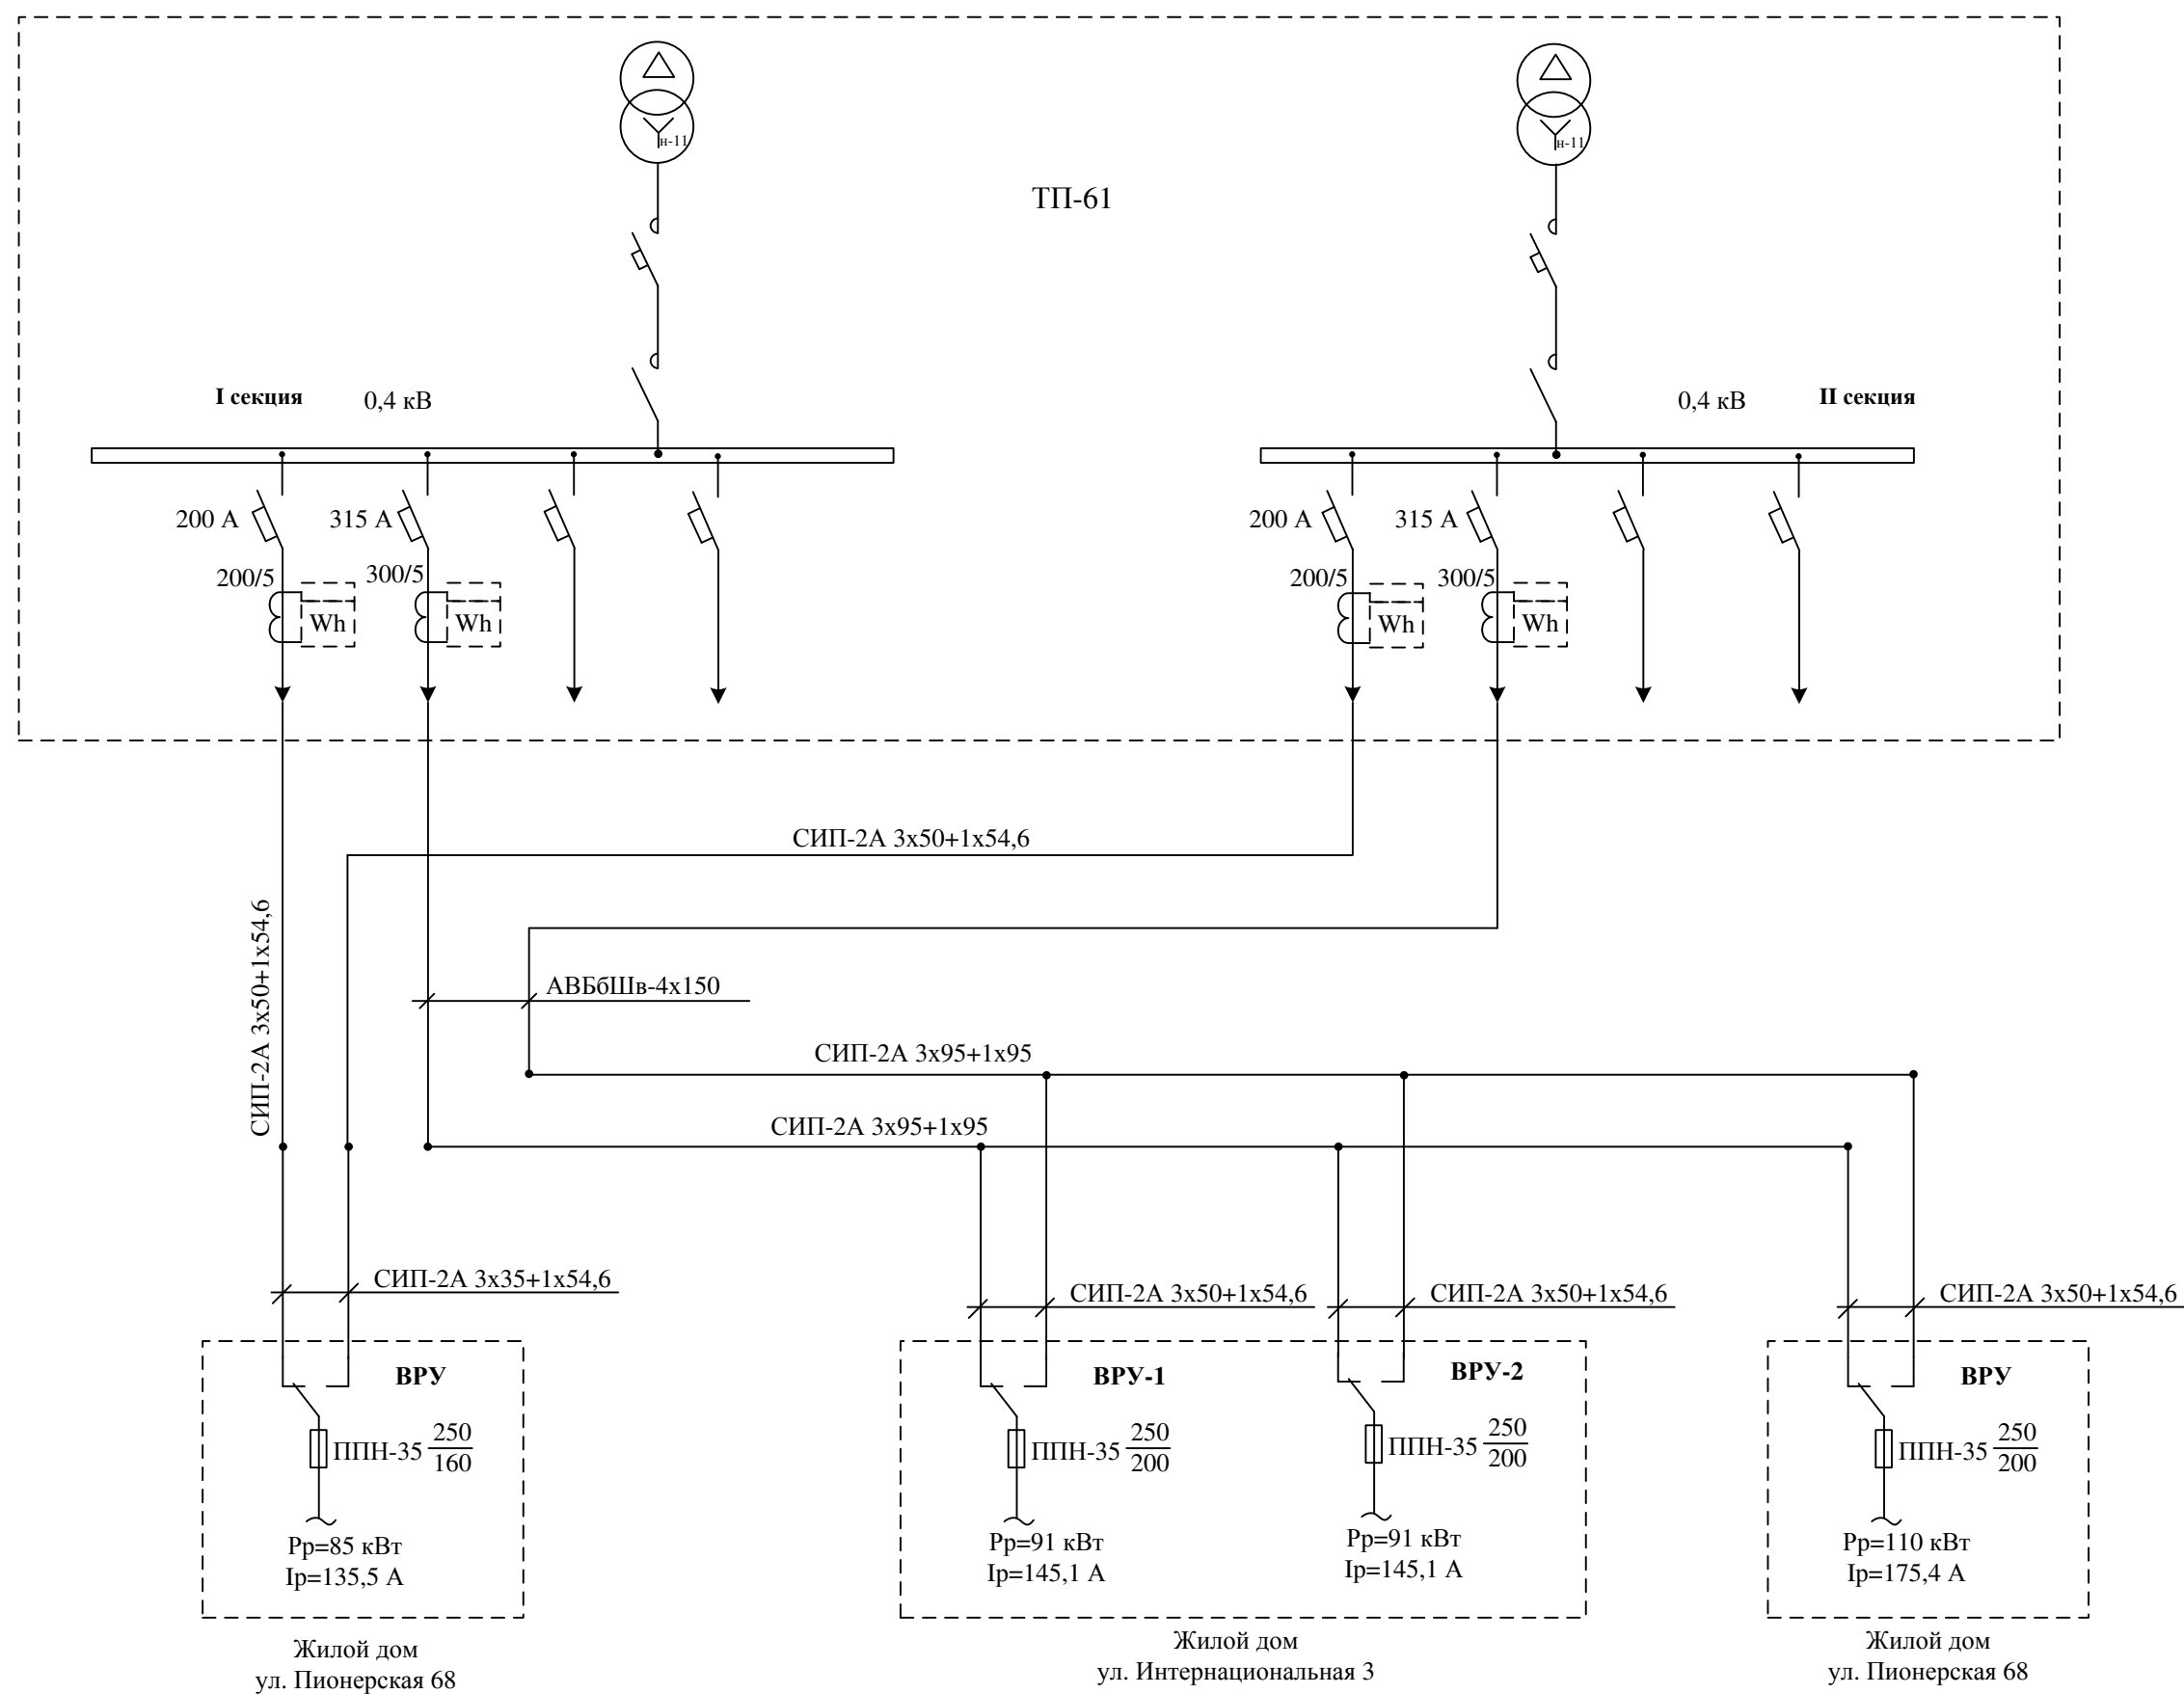 н-11
н-11
ТП-61
I секция
0,4 кВ
0,4 кВ
II секция
200 А
315 А
200 А
315 А
200/5
300/5
200/5
300/5
Wh
Wh
Wh
Wh
СИП-2А 3х50+1х54,6
СИП-2А 3х50+1х54,6
АВБбШв-4х150
СИП-2А 3х95+1х95
СИП-2А 3х95+1х95
СИП-2А 3х35+1х54,6
СИП-2А 3х50+1х54,6
СИП-2А 3х50+1х54,6
СИП-2А 3х50+1х54,6
ВРУ
ППН-35 250
160
Рр=85 кВт
Iр=135,5 А
Жилой дом
ул. Пионерская 68
ВРУ-1
ППН-35 250
200
Рр=91 кВт
Iр=145,1 А
ВРУ-2
ППН-35 250
200
Рр=91 кВт
Iр=145,1 А
Жилой дом
ул. Интернациональная 3
ВРУ
ППН-35 250
200
Рр=110 кВт
Iр=175,4 А
Жилой дом
ул. Пионерская 68